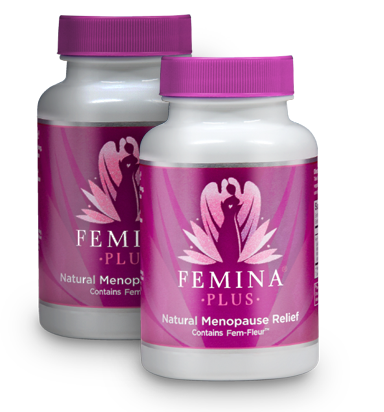 FEMINA
PLUS
Natural Menop
Contains Fem
FEMINA®
·PLUS·
Natural Menopause Relief
Contains Fem-Fleur™